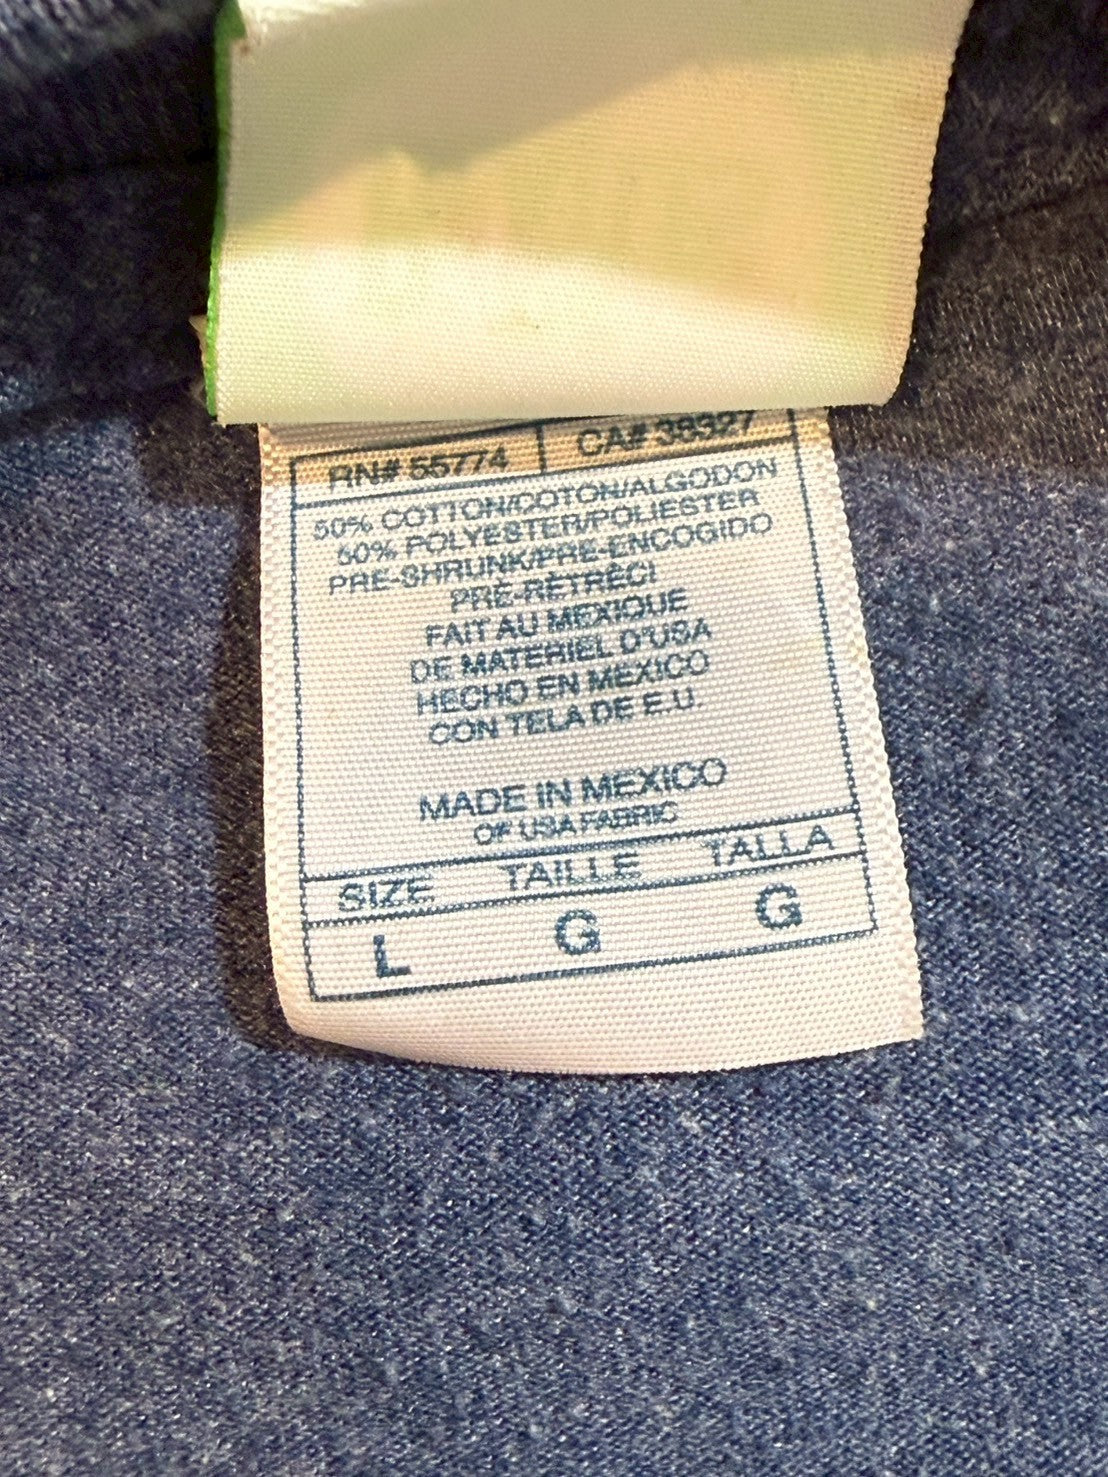 RN# 55774 CA# 38327
50% COTTON/COTON/ALGODON
50% POLYESTER/POLIESTER
PRE-SHRUNK/PRE-ENCOGIDO
PRÉ-RÉTRÉCI
FAIT AU MEXIQUE
DE MATERIEL D'USA
HECHO EN MEXICO
CON TELA DE E.U.
MADE IN MEXICO
OF USA FABRIC
SIZE TAILLE TALLA
L G G